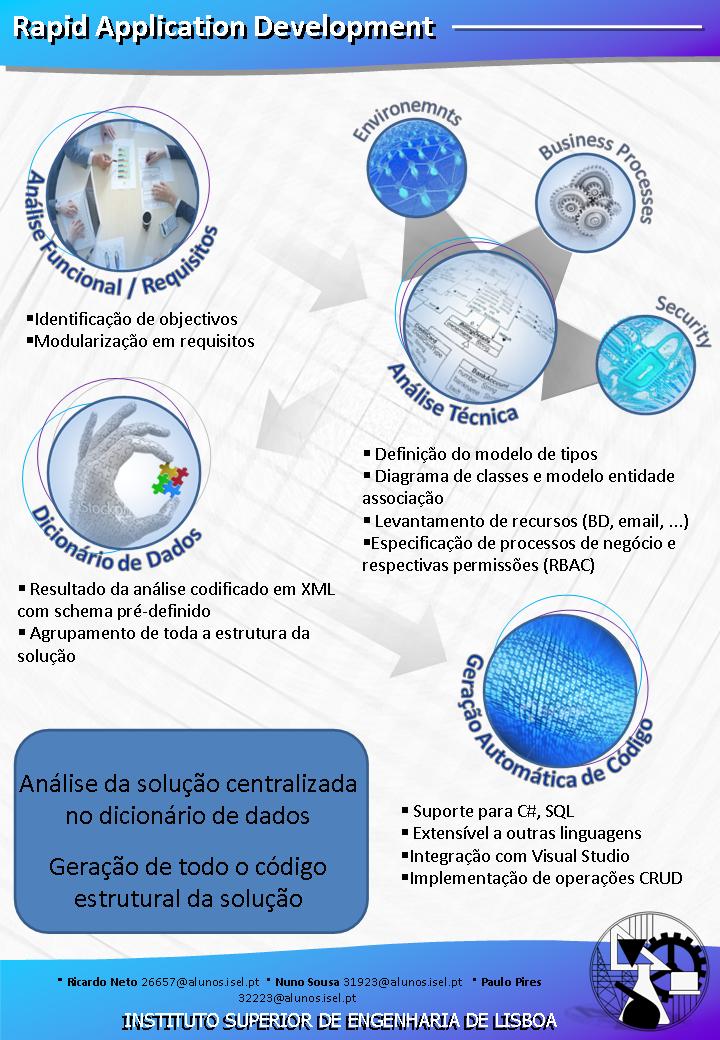 Rapid Application Development
Environemnts
Business Processes
Análise Funcional / Requisitos
▪Identificação de objectivos
▪Modularização em requisitos
Security
BankAccount
Análise Técnica
▪ Definição do modelo de tipos
▪ Diagrama de classes e modelo entidade
associação
▪ Levantamento de recursos (BD, email, ...)
▪Especificação de processos de negócio e
respectivas permissões (RBAC)
Dicionário de Dados
▪ Resultado da análise codificado em XML
com schema pré-definido
▪ Agrupamento de toda a estrutura da
solução
Geração Automática de Código
Análise da solução centralizada
no dicionário de dados
Geração de todo o código
estrutural da solução
▪ Suporte para C#, SQL
▪ Extensível a outras linguagens
▪Integração com Visual Studio
▪Implementação de operações CRUD
▪ Ricardo Neto 26657@alunos.isel.pt ▪ Nuno Sousa 31923@alunos.isel.pt ▪ Paulo Pires
32223@alunos.isel.pt
INSTITUTO SUPERIOR DE ENGENHARIA DE LISBOA